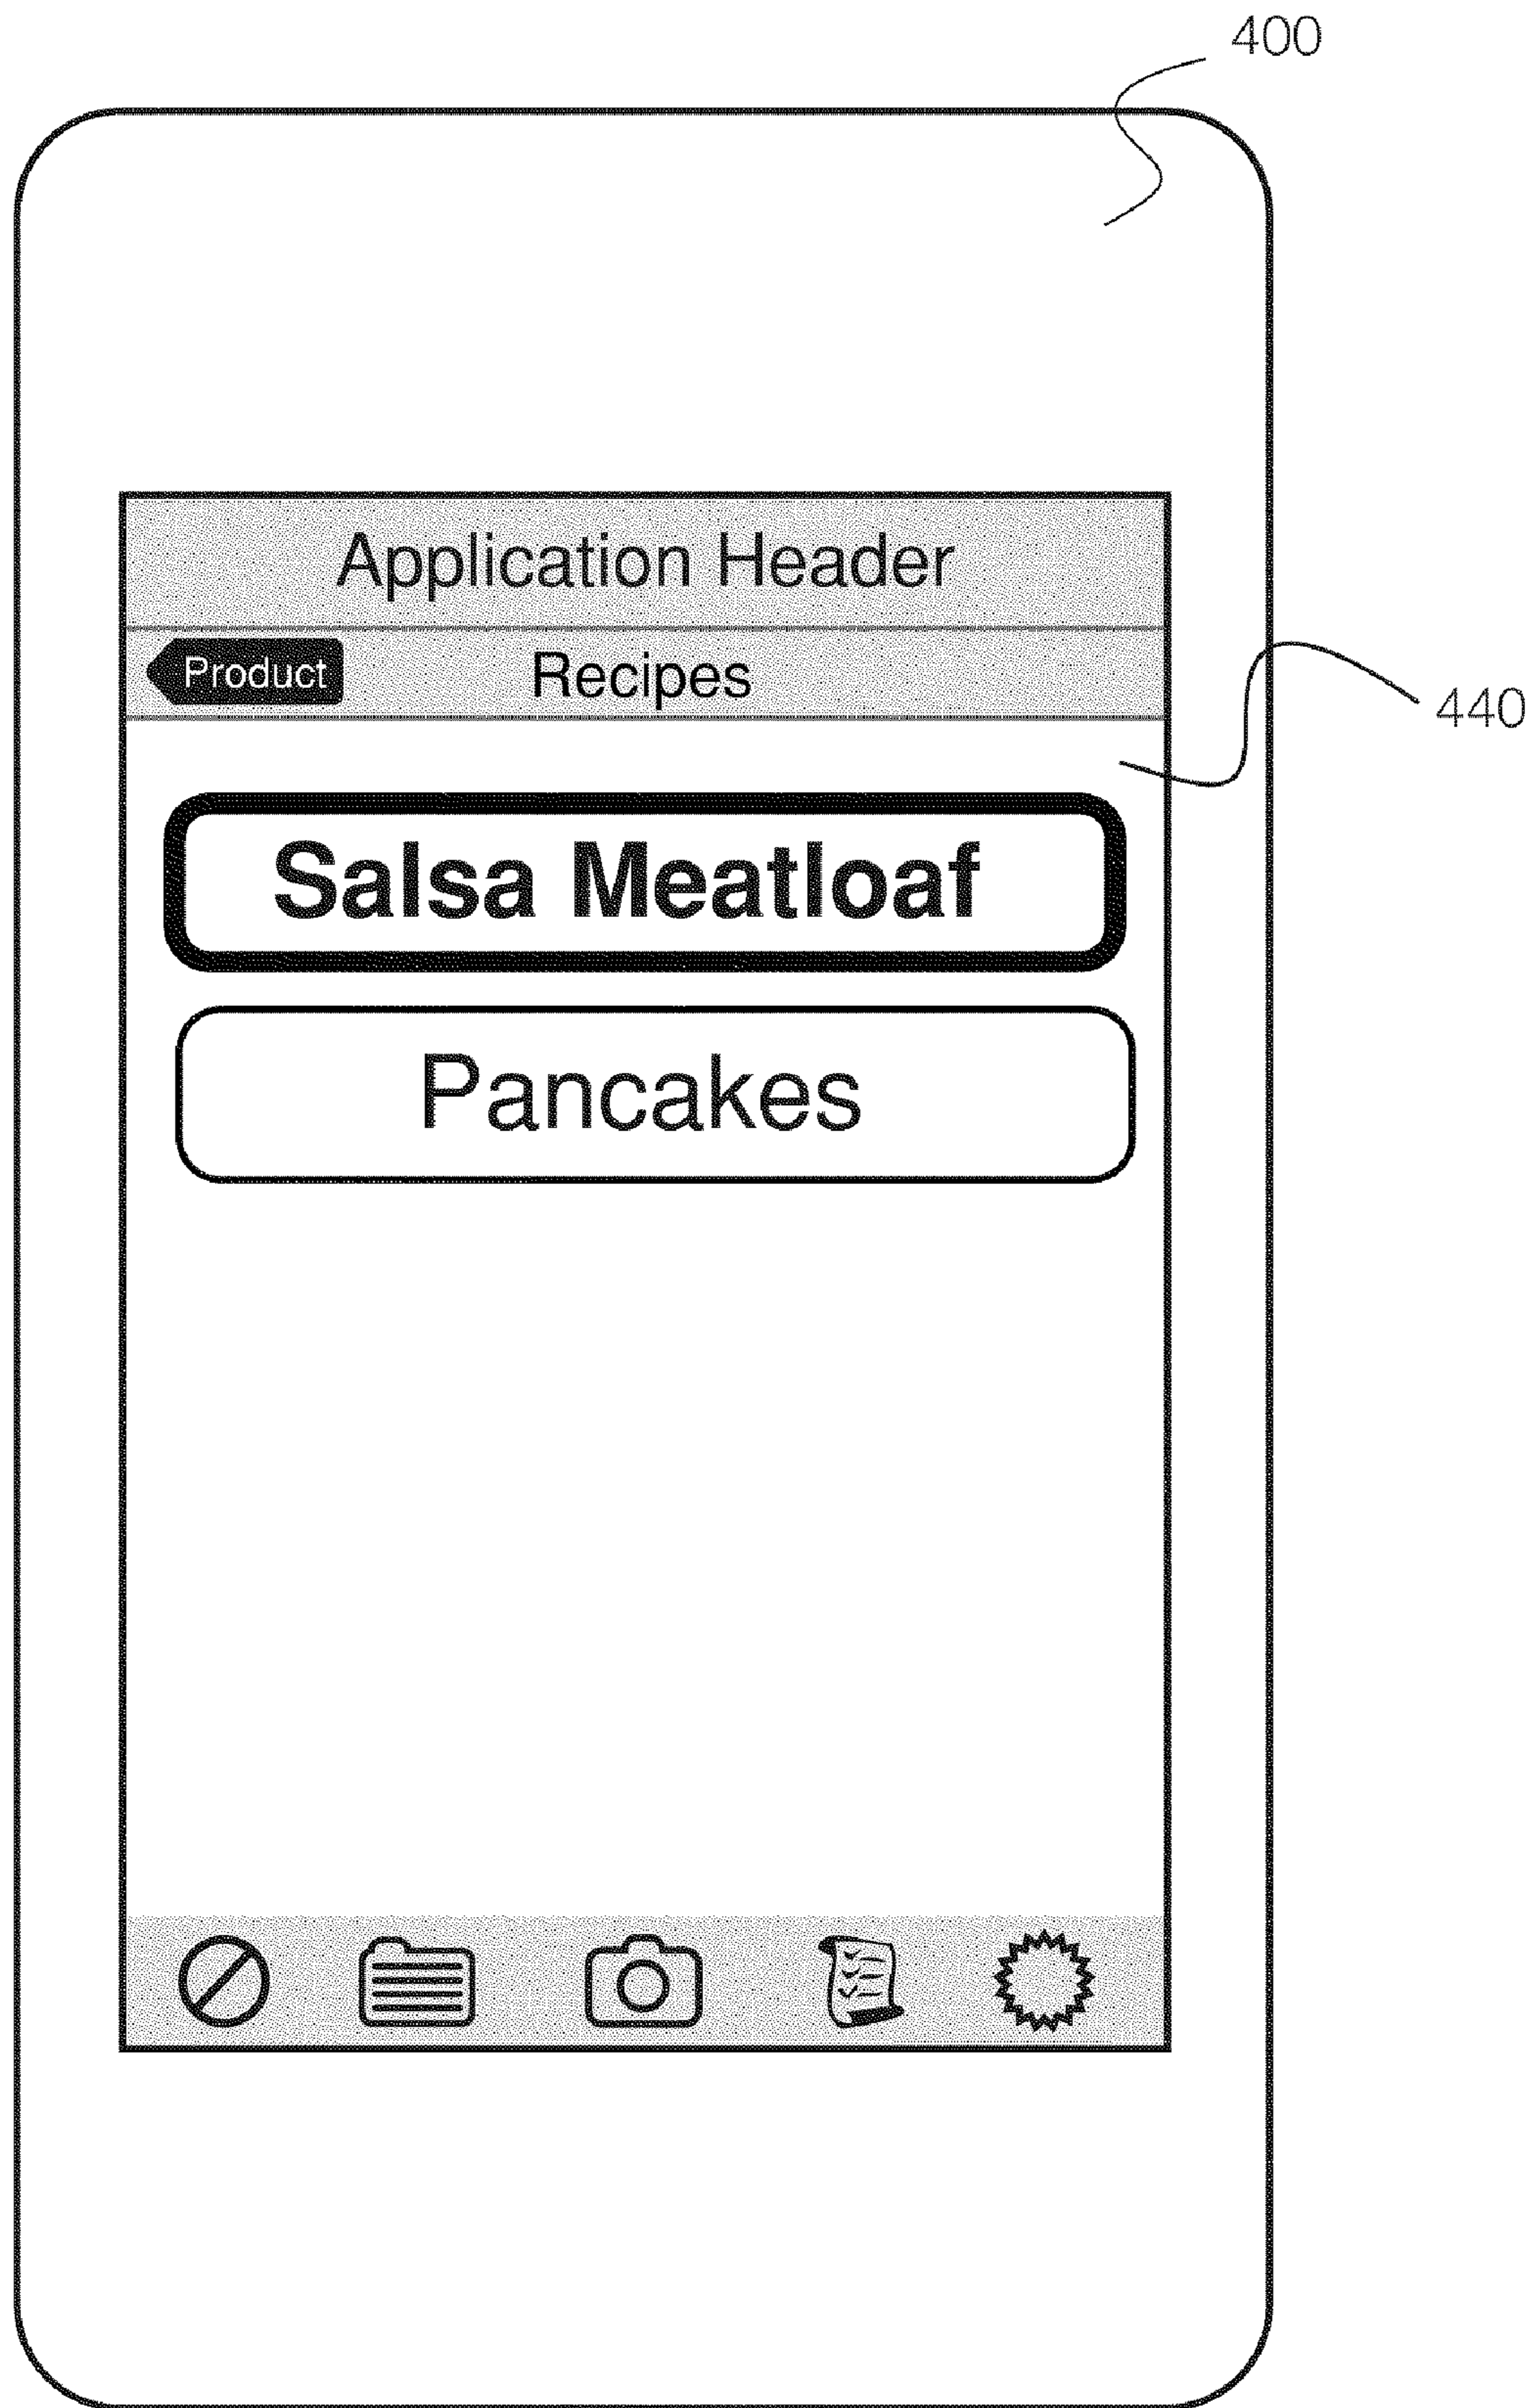 400
Application Header
Product Recipes
440
Salsa Meatloaf
Pancakes